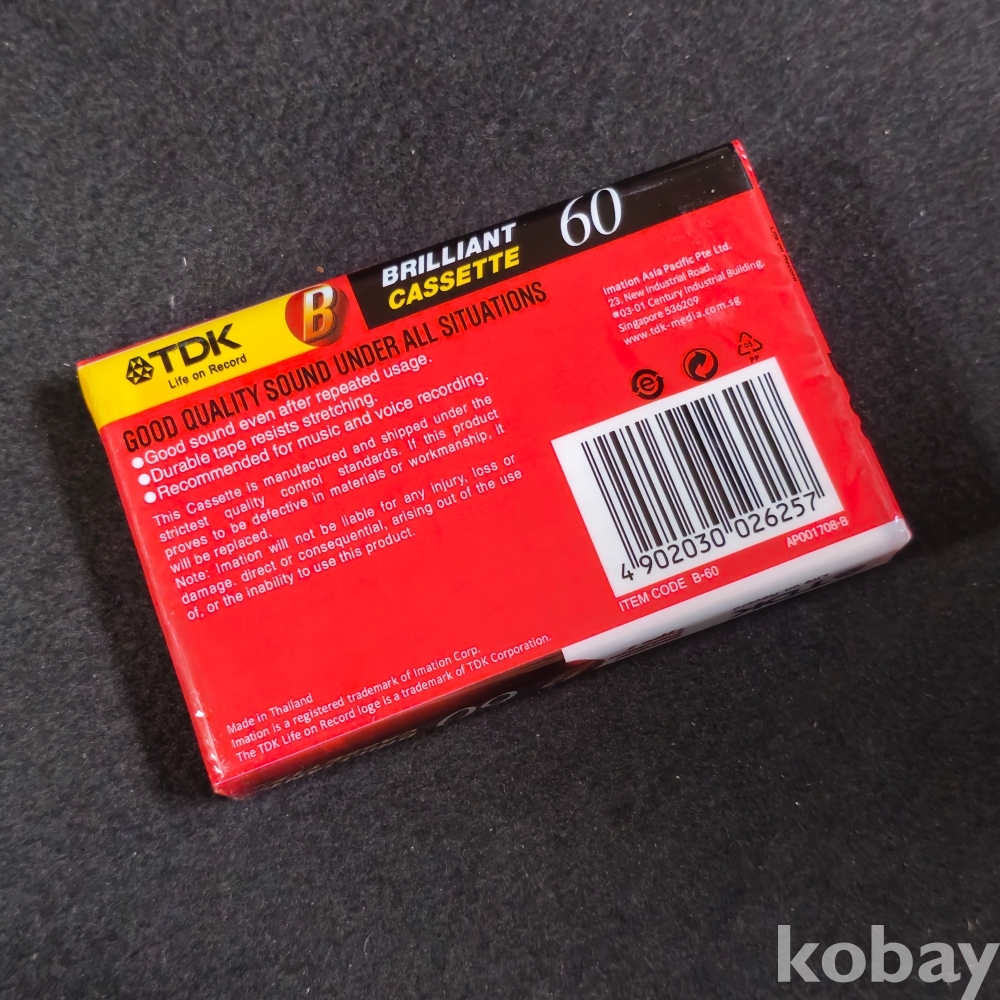 TDK
Life on Record
B
BRILLIANT
CASSETTE
60
GOOD QUALITY SOUND UNDER ALL SITUATIONS
●Good sound even after repeated usage.
●Durable tape resists stretching.
●Recommended for music and voice recording.
This Cassette is manufactured and shipped under the
strictest quality control standards. If this product
proves to be defective in materials or workmanship, it
will be replaced.
Note: Imation will not be liable for any injury, loss or
damage. direct or consequential, arising out of the use
of, or the inability to use this product.
Imation Asia Pacific Pte Ltd.
23. New Industrial Road.
#03-01 Century Industrial Building.
Singapore 536209
www.tdk-media.com.sg
05
PP
4 902030 026257
ITEM CODE B-60
AP001708-B
Made in Thailand
Imation is a registered trademark of Imation Corp.
The TDK Life on Record loge is a trademark of TDK Corporation.
60
kobay